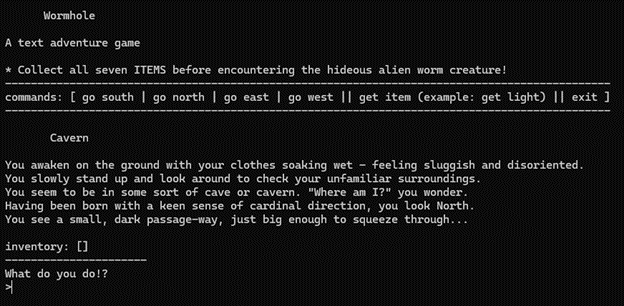 Wormhole
A text adventure game
* Collect all seven ITEMS before encountering the hideous alien worm creature!
-------------------------------------------------------------------------------------
commands: [ go south | go north | go east | go west || get item (example: get light) || exit ]
-------------------------------------------------------------------------------------
Cavern
You awaken on the ground with your clothes soaking wet - feeling sluggish and disoriented.
You slowly stand up and look around to check your unfamiliar surroundings.
You seem to be in some sort of cave or cavern. "Where am I?" you wonder.
Having been born with a keen sense of cardinal direction, you look North.
You see a small, dark passage-way, just big enough to squeeze through...
inventory: []
---------------------
What do you do!?
>